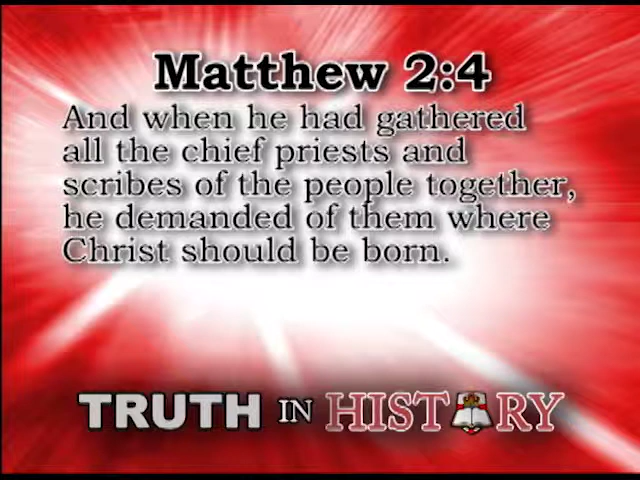 Matthew 2:4
And when he had gathered
all the chief priests and
scribes of the people together,
he demanded of them where
Christ should be born.
TRUTH IN HISTORY